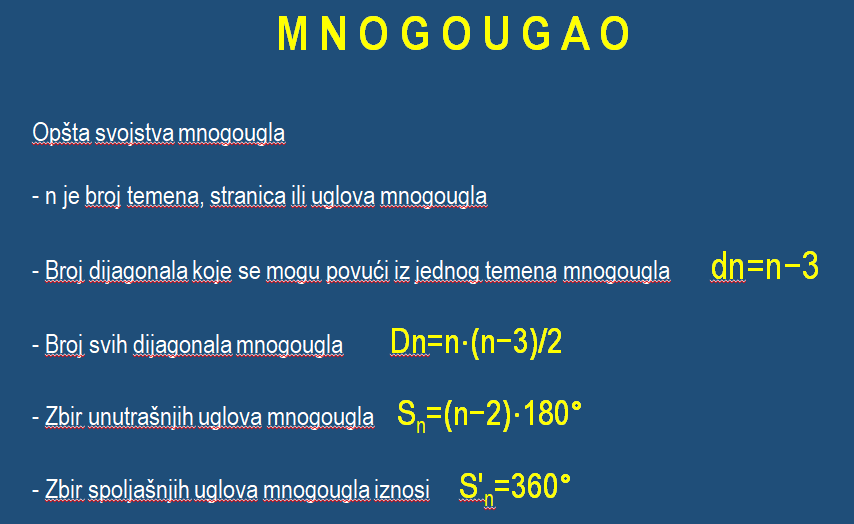 MNOGOUGAO
Opšta svojstva mnogougla
- n je broj temena, stranica ili uglova mnogougla
- Broj dijagonala koje se mogu povući iz jednog temena mnogougla dn=n−3
- Broj svih dijagonala mnogougla Dn=n·(n−3)/2
- Zbir unutrašnjih uglova mnogougla Sn=(n−2)·180°
- Zbir spoljašnjih uglova mnogougla iznosi S'n=360°